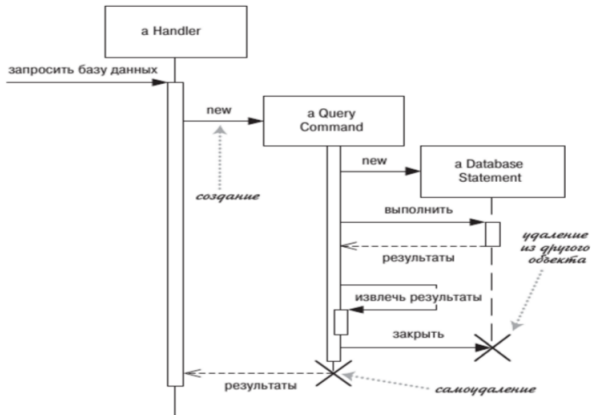 a Handler
запросить базу данных
new
a Query
Command
new
a Database
Statement
создание
выполнить
удаление
из другого
объекта
результаты
извлечь результаты
закрыть
результаты
самоудаление